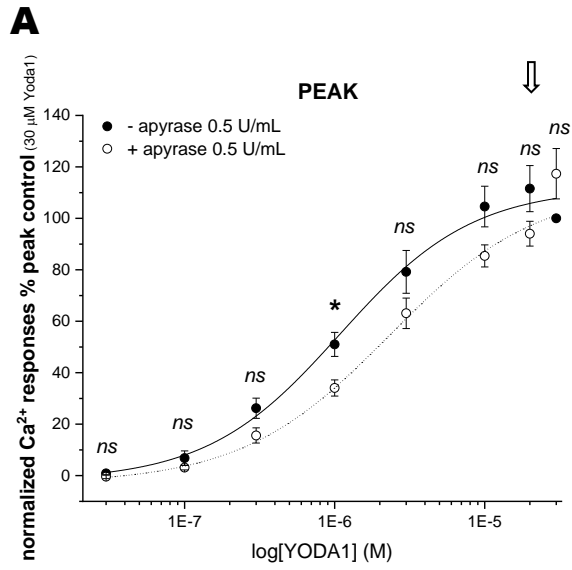 A
PEAK
- apyrase 0.5 U/mL
+ apyrase 0.5 U/mL
normalized Ca²⁺ responses % peak control (30 μM Yoda1)
140
120
100
80
60
40
20
0
ns
ns
ns
*
ns
ns
ns
ns
1E-7
1E-6
1E-5
log[YODA1] (M)